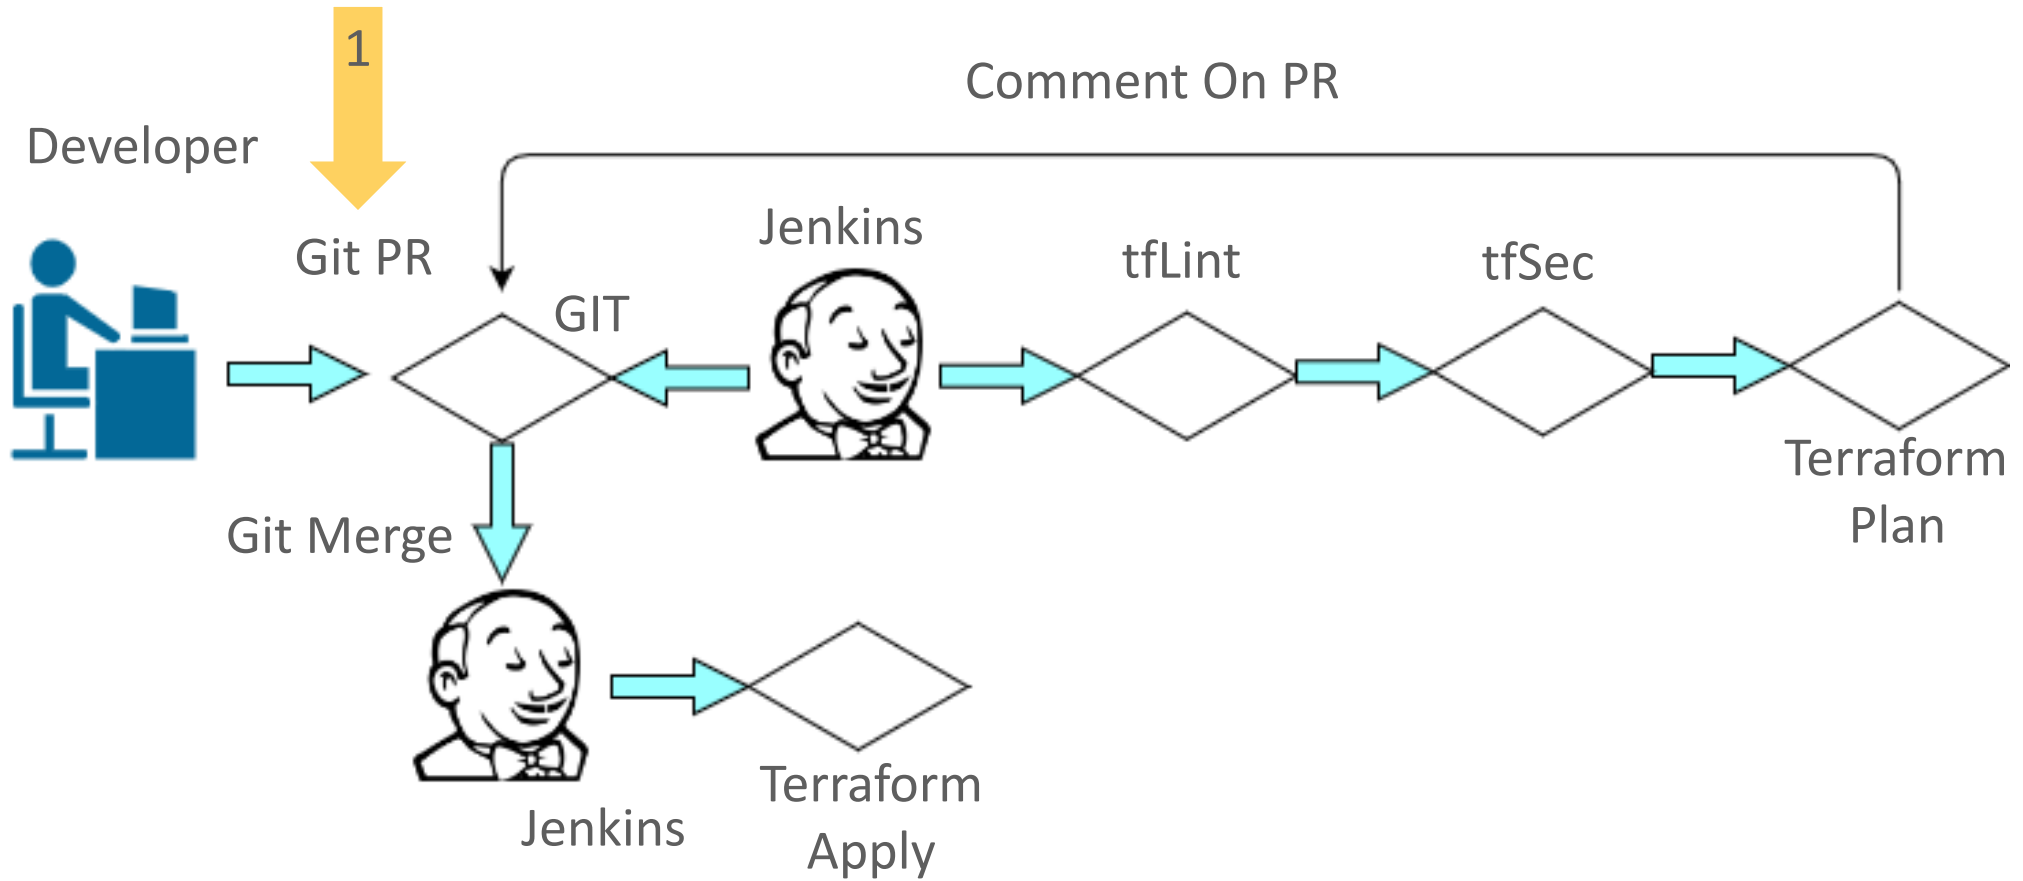 1
Comment On PR
Developer
Jenkins
Git PR
tfLint
tfSec
GIT
Terraform
Plan
Git Merge
Terraform
Apply
Jenkins